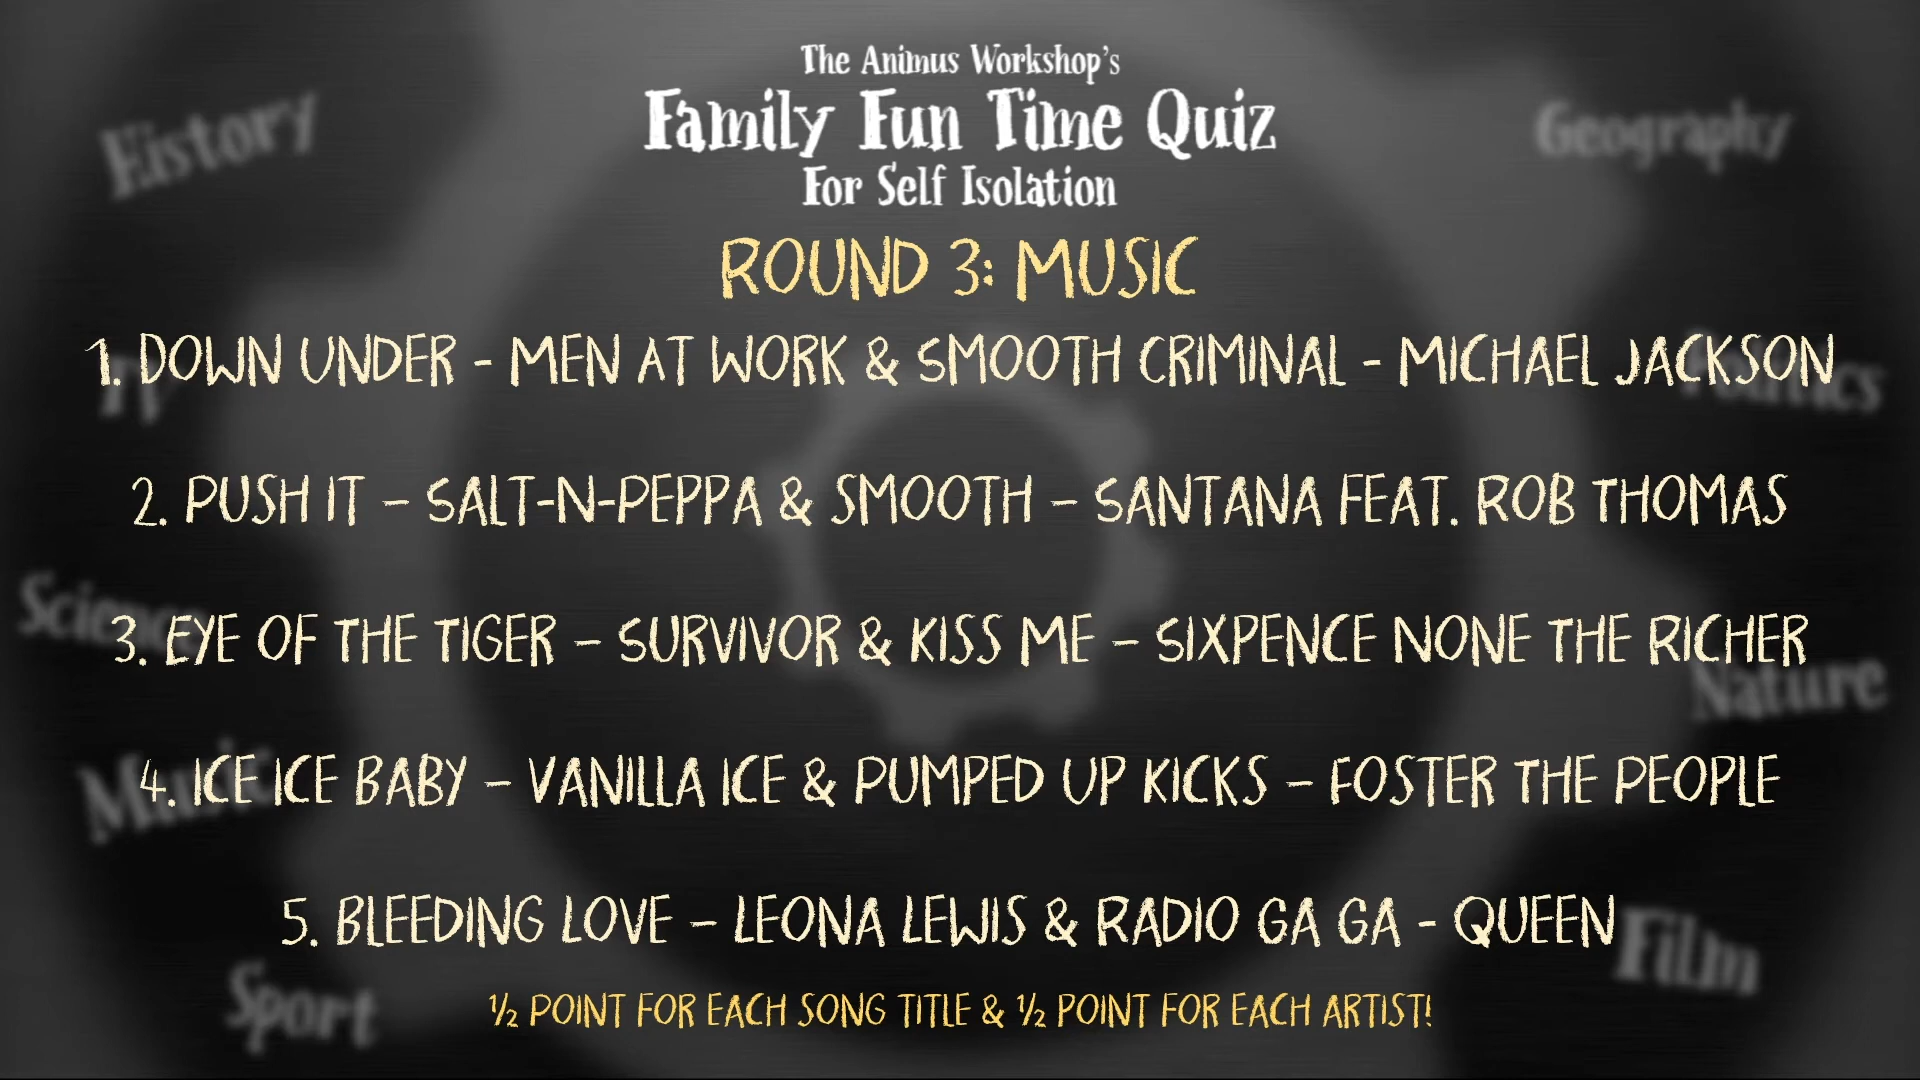 The Animus Workshop's
Family Fun Time Quiz
For Self Isolation
History
Geography
ROUND 3: MUSIC
1. DOWN UNDER - MEN AT WORK & SMOOTH CRIMINAL - MICHAEL JACKSON
TV
Politics
2. PUSH IT – SALT-N-PEPPA & SMOOTH – SANTANA FEAT. ROB THOMAS
Science
3. EYE OF THE TIGER – SURVIVOR & KISS ME – SIXPENCE NONE THE RICHER
Nature
Music
4. ICE ICE BABY – VANILLA ICE & PUMPED UP KICKS – FOSTER THE PEOPLE
5. BLEEDING LOVE – LEONA LEWIS & RADIO GA GA - QUEEN
Film
Sport
½ POINT FOR EACH SONG TITLE & ½ POINT FOR EACH ARTIST!